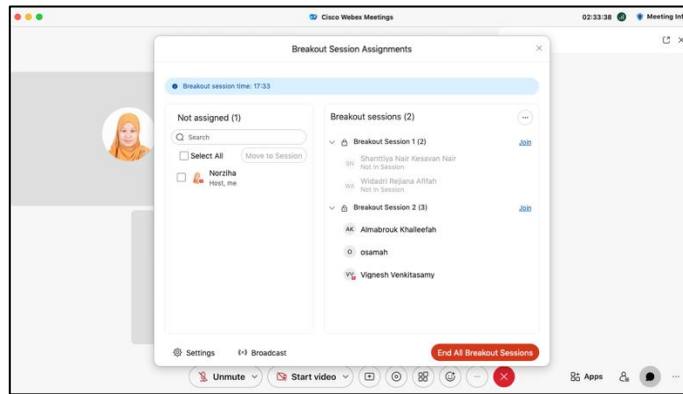 Cisco Webex Meetings
02:33:38
Meeting Inf
Breakout Session Assignments
Breakout session time: 17:33
Not assigned (1)
Search
Select All
Move to Session
Norziha
Host, me
Breakout sessions (2)
Breakout Session 1 (2)
Join
SN
Shanttiya Nair Kesavan Nair
Not in Session
WA
Widadri Rejiana Afifah
Not in Session
Breakout Session 2 (3)
Join
AK
Almabrouk Khalleefah
O
osamah
VV
Vignesh Venkitasamy
Settings
Broadcast
End All Breakout Sessions
Unmute
Start video
Apps